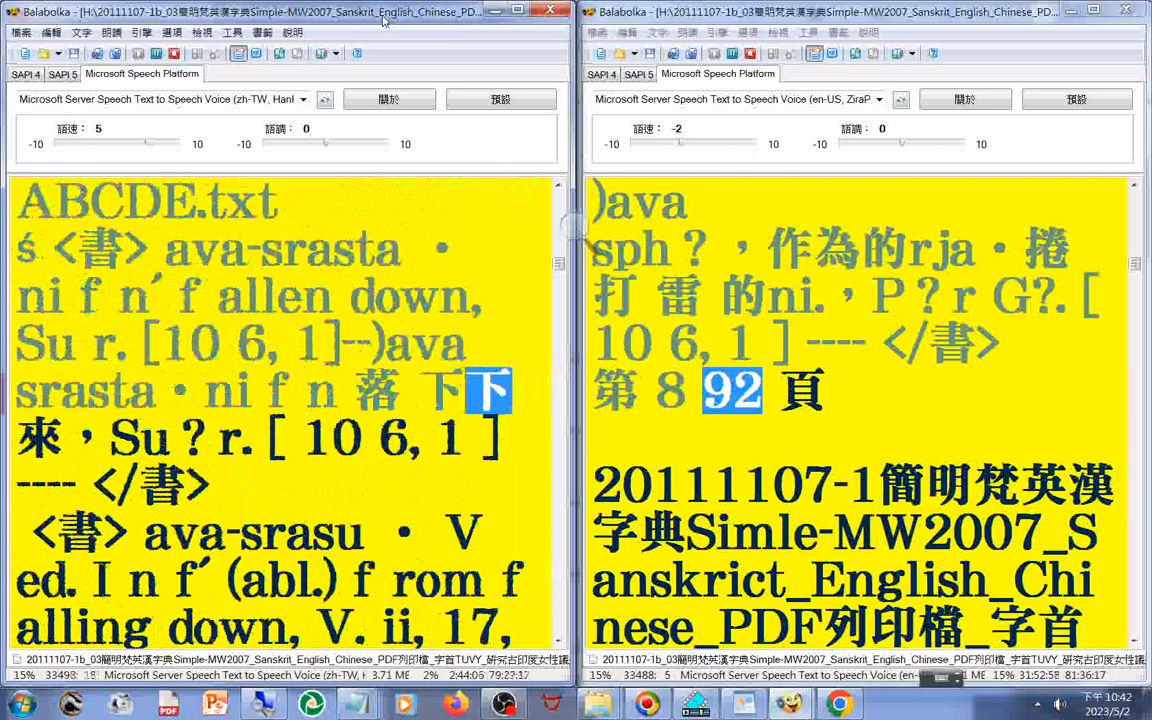 Balabolka - [H:\20111107-1b_03簡明梵英漢字典Simple-MW2007_Sanskrit_English_Chinese_PD...
檔案 編輯 文字 朗讀 引擎 選項 檢視 工具 書籤 說明
SAPI 4 SAPI 5 Microsoft Speech Platform
Microsoft Server Speech Text to Speech Voice (zh-TW, Hanl
關於 預設
語速: 5 語調: 0
-10 10 -10 10
ABCDE.txt
ś <書> ava-srasta •
ni f n′ f allen down,
Su r. [10 6, 1]--)ava
srasta•ni f n 落 下下
來，Su？r. [ 10 6, 1 ]
---- </書>
<書> ava-srasu • V
ed. I n f′ (abl.) f rom f
alling down, V. ii, 17,
20111107-1b_03簡明梵英漢字典Simple-MW2007_Sanskrit_English_Chinese_PDF列印檔_字首TUVY_研究古印度女性議
15% 33498: Microsoft Server Speech Text to Speech Voice (zh-TW, H 3.71 MB 2% 2:44:06
Balabolka - [H:\20111107-1b_03簡明梵英漢字典Simple-MW2007_Sanskrit_English_Chinese_PD...
檔案 編輯 文字 朗讀 引擎 選項 檢視 工具 書籤 說明
SAPI 4 SAPI 5 Microsoft Speech Platform
Microsoft Server Speech Text to Speech Voice (en-US, ZiraP
關於 預設
語速: -2 語調: 0
-10 10 -10 10
)ava
sph？，作為的rja•捲
打 雷 的ni.，P？r G?. [
10 6, 1 ] ---- </書>
第 8 92 頁
20111107-1簡明梵英漢
字典Simle-MW2007_S
anskrict_English_Chi
nese_PDF列印檔_字首
20111107-1b_03簡明梵英漢字典Simple-MW2007_Sanskrit_English_Chinese_PDF列印檔_字首TUVY_研究古印度女性議
15% 33488: 5 Microsoft Server Speech Text to Speech Voice 15% 31:52:58 81:36:17
PDF
下午 10:42
2023/5/2